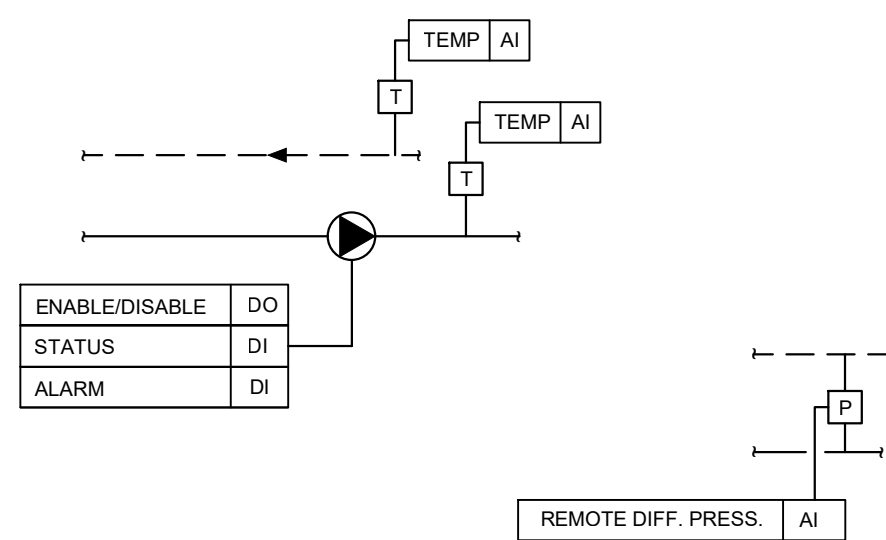 TEMP AI
T
TEMP AI
T
ENABLE/DISABLE DO
STATUS DI
ALARM DI
P
REMOTE DIFF. PRESS. AI